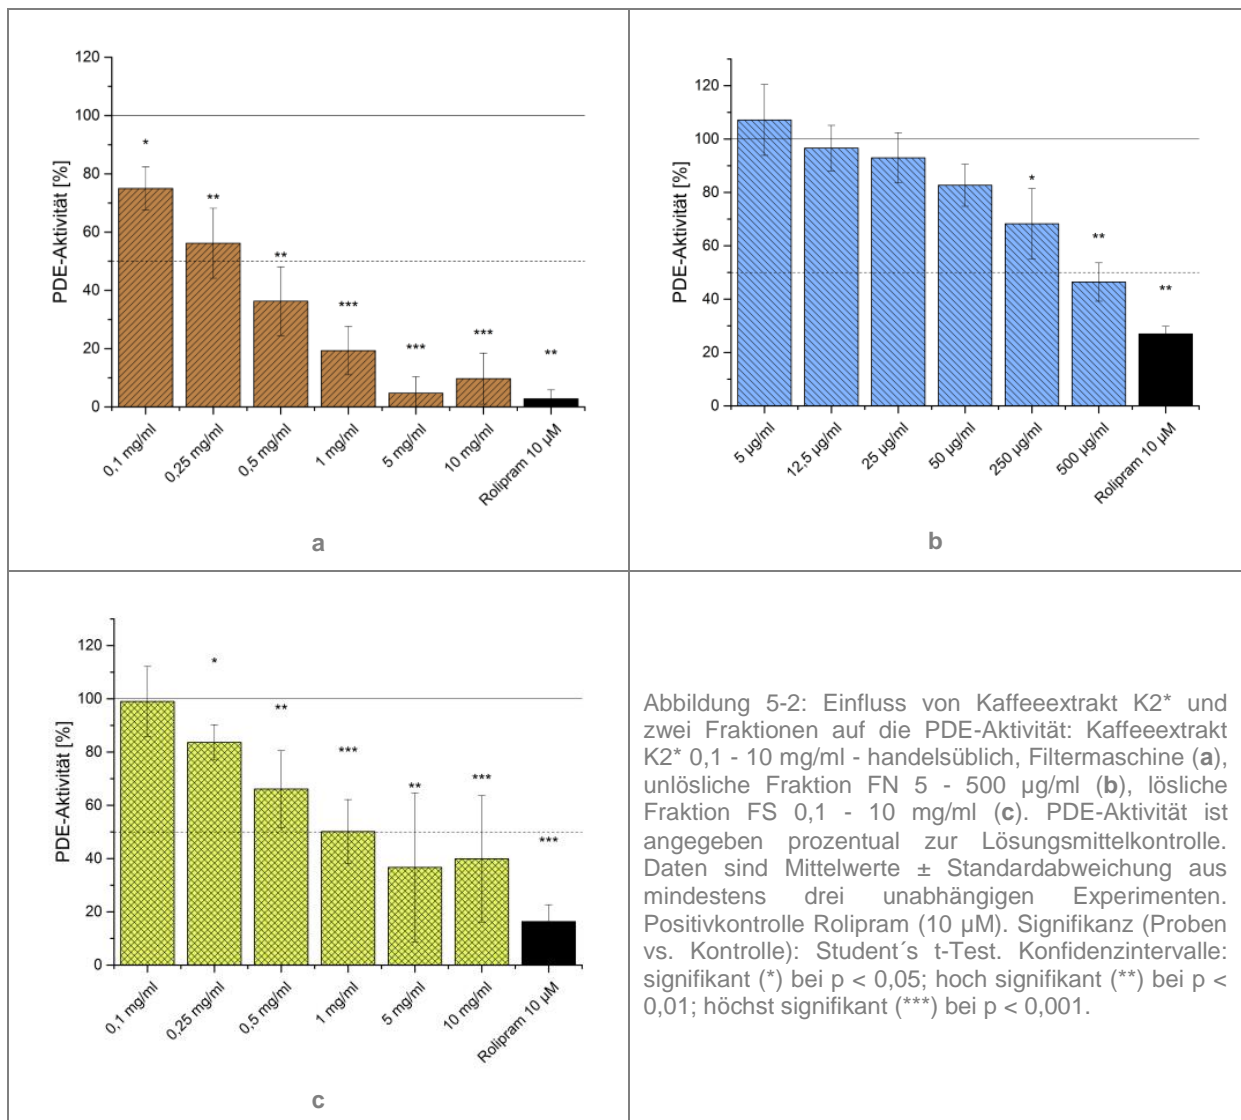 120
100
80
60
40
20
0
PDE-Aktivität [%]
*
**
**
***
***
***
**
0,1 mg/ml
0,25 mg/ml
0,5 mg/ml
1 mg/ml
5 mg/ml
10 mg/ml
Rolipram 10 µM
a
120
100
80
60
40
20
0
PDE-Aktivität [%]
*
**
**
5 µg/ml
12,5 µg/ml
25 µg/ml
50 µg/ml
250 µg/ml
500 µg/ml
Rolipram 10 µM
b
120
100
80
60
40
20
0
PDE-Aktivität [%]
*
**
***
**
***
***
0,1 mg/ml
0,25 mg/ml
0,5 mg/ml
1 mg/ml
5 mg/ml
10 mg/ml
Rolipram 10 µM
c
Abbildung 5-2: Einfluss von Kaffeeextrakt K2* und
zwei Fraktionen auf die PDE-Aktivität: Kaffeeextrakt
K2* 0,1 - 10 mg/ml - handelsüblich, Filtermaschine (a),
unlösliche Fraktion FN 5 - 500 µg/ml (b), lösliche
Fraktion FS 0,1 - 10 mg/ml (c). PDE-Aktivität ist
angegeben prozentual zur Lösungsmittelkontrolle.
Daten sind Mittelwerte ± Standardabweichung aus
mindestens drei unabhängigen Experimenten.
Positivkontrolle Rolipram (10 µM). Signifikanz (Proben
vs. Kontrolle): Student´s t-Test. Konfidenzintervalle:
signifikant (*) bei p < 0,05; hoch signifikant (**) bei p <
0,01; höchst signifikant (***) bei p < 0,001.